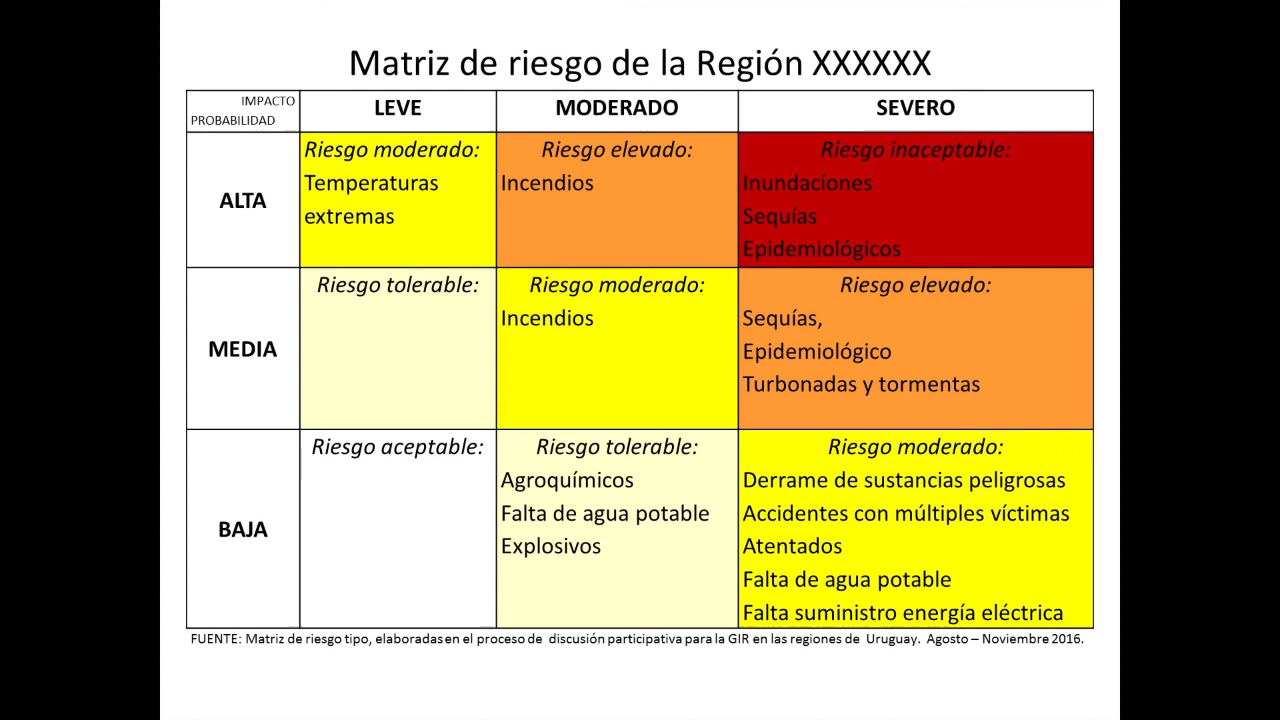 Matriz de riesgo de la Región XXXXXX
IMPACTO
PROBABILIDAD
LEVE
MODERADO
SEVERO
ALTA
Riesgo moderado:
Temperaturas
extremas
Riesgo elevado:
Incendios
Riesgo inaceptable:
Inundaciones
Sequías
Epidemiológicos
MEDIA
Riesgo tolerable:
Riesgo moderado:
Incendios
Riesgo elevado:
Sequías,
Epidemiológico
Turbonadas y tormentas
BAJA
Riesgo aceptable:
Riesgo tolerable:
Agroquímicos
Falta de agua potable
Explosivos
Riesgo moderado:
Derrame de sustancias peligrosas
Accidentes con múltiples víctimas
Atentados
Falta de agua potable
Falta suministro energía eléctrica
FUENTE: Matriz de riesgo tipo, elaboradas en el proceso de discusión participativa para la GIR en las regiones de Uruguay. Agosto – Noviembre 2016.